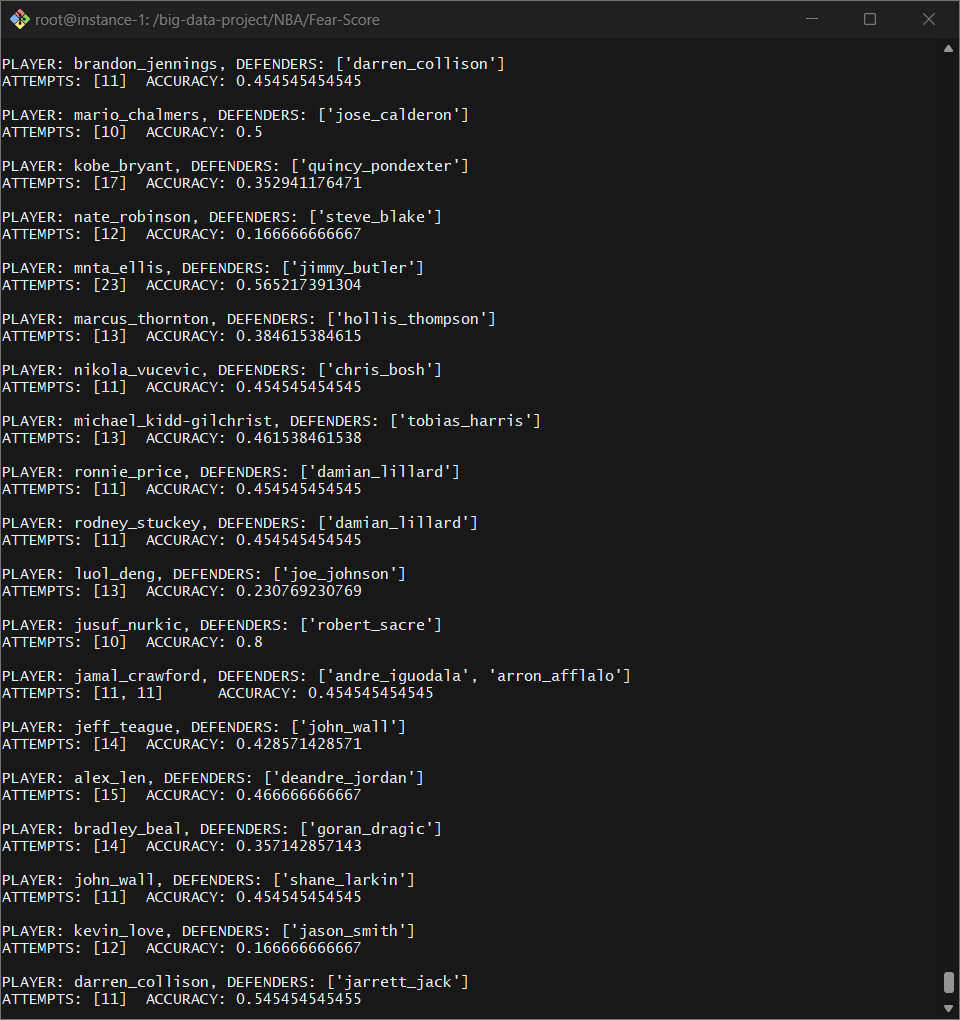 root@instance-1: /big-data-project/NBA/Fear-Score
PLAYER: brandon_jennings, DEFENDERS: ['darren_collison']
ATTEMPTS: [11]  ACCURACY: 0.454545454545
PLAYER: mario_chalmers, DEFENDERS: ['jose_calderon']
ATTEMPTS: [10]  ACCURACY: 0.5
PLAYER: kobe_bryant, DEFENDERS: ['quincy_pondexter']
ATTEMPTS: [17]  ACCURACY: 0.352941176471
PLAYER: nate_robinson, DEFENDERS: ['steve_blake']
ATTEMPTS: [12]  ACCURACY: 0.166666666667
PLAYER: mnta_ellis, DEFENDERS: ['jimmy_butler']
ATTEMPTS: [23]  ACCURACY: 0.565217391304
PLAYER: marcus_thornton, DEFENDERS: ['hollis_thompson']
ATTEMPTS: [13]  ACCURACY: 0.384615384615
PLAYER: nikola_vucevic, DEFENDERS: ['chris_bosh']
ATTEMPTS: [11]  ACCURACY: 0.454545454545
PLAYER: michael_kidd-gilchrist, DEFENDERS: ['tobias_harris']
ATTEMPTS: [13]  ACCURACY: 0.461538461538
PLAYER: ronnie_price, DEFENDERS: ['damian_lillard']
ATTEMPTS: [11]  ACCURACY: 0.454545454545
PLAYER: rodney_stuckey, DEFENDERS: ['damian_lillard']
ATTEMPTS: [11]  ACCURACY: 0.454545454545
PLAYER: luol_deng, DEFENDERS: ['joe_johnson']
ATTEMPTS: [13]  ACCURACY: 0.230769230769
PLAYER: jusuf_nurkic, DEFENDERS: ['robert_sacre']
ATTEMPTS: [10]  ACCURACY: 0.8
PLAYER: jamal_crawford, DEFENDERS: ['andre_iguodala', 'arron_afflalo']
ATTEMPTS: [11, 11]      ACCURACY: 0.454545454545
PLAYER: jeff_teague, DEFENDERS: ['john_wall']
ATTEMPTS: [14]  ACCURACY: 0.428571428571
PLAYER: alex_len, DEFENDERS: ['deandre_jordan']
ATTEMPTS: [15]  ACCURACY: 0.466666666667
PLAYER: bradley_beal, DEFENDERS: ['goran_dragic']
ATTEMPTS: [14]  ACCURACY: 0.357142857143
PLAYER: john_wall, DEFENDERS: ['shane_larkin']
ATTEMPTS: [11]  ACCURACY: 0.454545454545
PLAYER: kevin_love, DEFENDERS: ['jason_smith']
ATTEMPTS: [12]  ACCURACY: 0.166666666667
PLAYER: darren_collison, DEFENDERS: ['jarrett_jack']
ATTEMPTS: [11]  ACCURACY: 0.545454545455